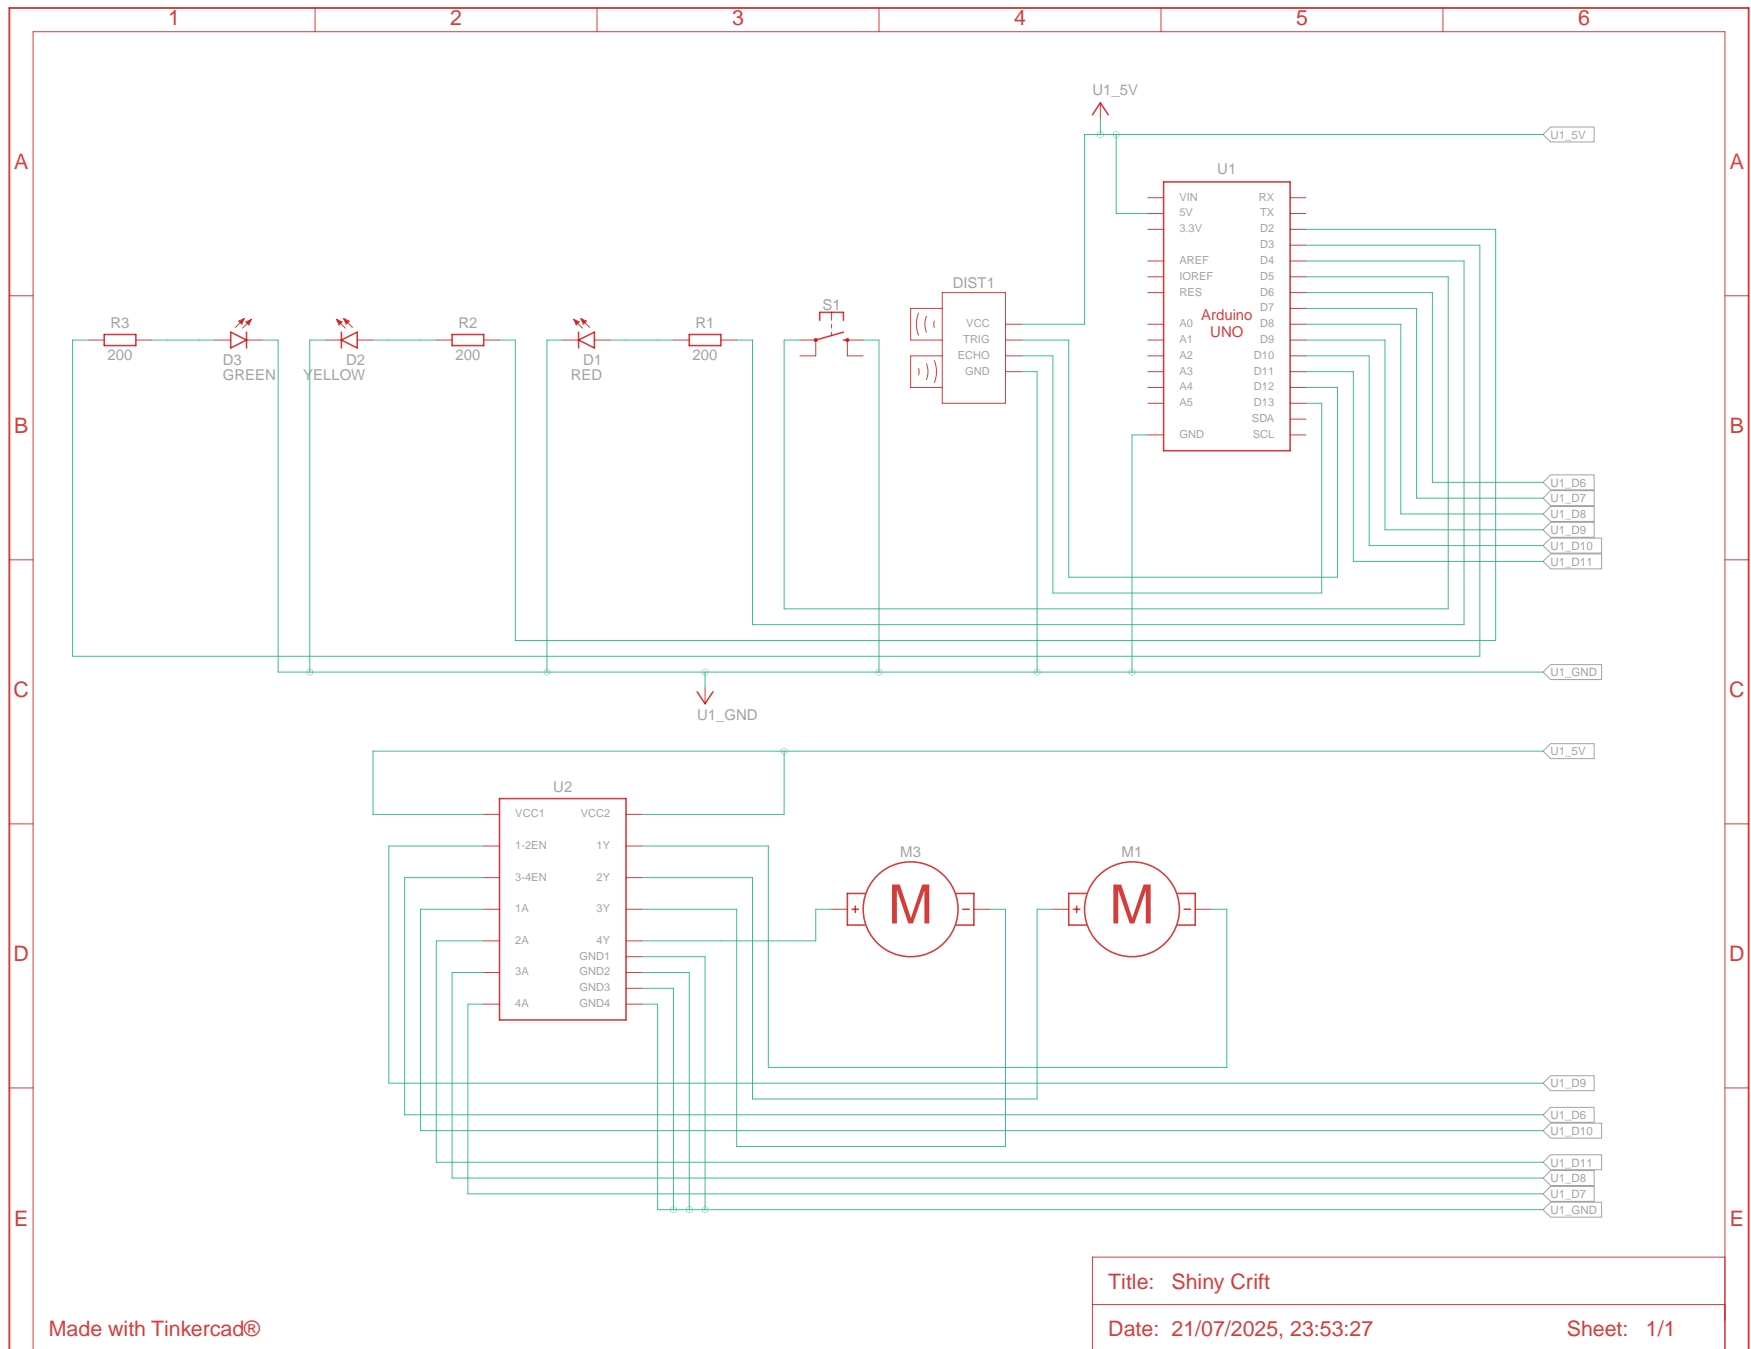 1 2 3 4 5 6
U1_5V
U1_5V
A A
U1
VIN RX
5V TX
3.3V D2
D3
AREF D4
IOREF D5
RES D6
D7
A0 D8
A1 D9
A2 D10
A3 D11
A4 D12
A5 D13
SDA
GND SCL
Arduino
UNO
DIST1
VCC
TRIG
ECHO
GND
S1
R3
200
D3
GREEN
D2
YELLOW
R2
200
D1
RED
R1
200
B B
U1_D6
U1_D7
U1_D8
U1_D9
U1_D10
U1_D11
U1_GND
C C
U1_GND
U1_5V
U2
VCC1 VCC2
1-2EN 1Y
3-4EN 2Y
1A 3Y
2A 4Y
GND1
3A GND2
GND3
4A GND4
M3
+ M -
M1
+ M -
D D
U1_D9
U1_D6
U1_D10
U1_D11
U1_D8
U1_D7
U1_GND
E E
Title: Shiny Crift
Made with Tinkercad®
Date: 21/07/2025, 23:53:27 Sheet: 1/1